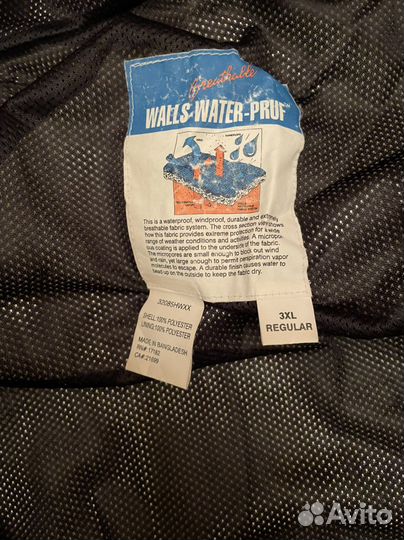 breathable
WALLS WATER-PRUF™
This is a waterproof, windproof, durable and extremely
breathable fabric system. The cross section view shows
how this fabric provides extreme protection for a wide
range of weather conditions and activities. A micropor-
ous coating is applied to the underside of the fabric.
The micropores are small enough to block out wind
and rain, yet large enough to permit perspiration vapor
molecules to escape. A durable finish causes water to
bead up on the outside to keep the fabric dry.
32085HWXX
SHELL:100% POLYESTER
LINING:100% POLYESTER
MADE IN BANGLADESH
RN# 17182
CA#: 21699
3XL
REGULAR
Avito